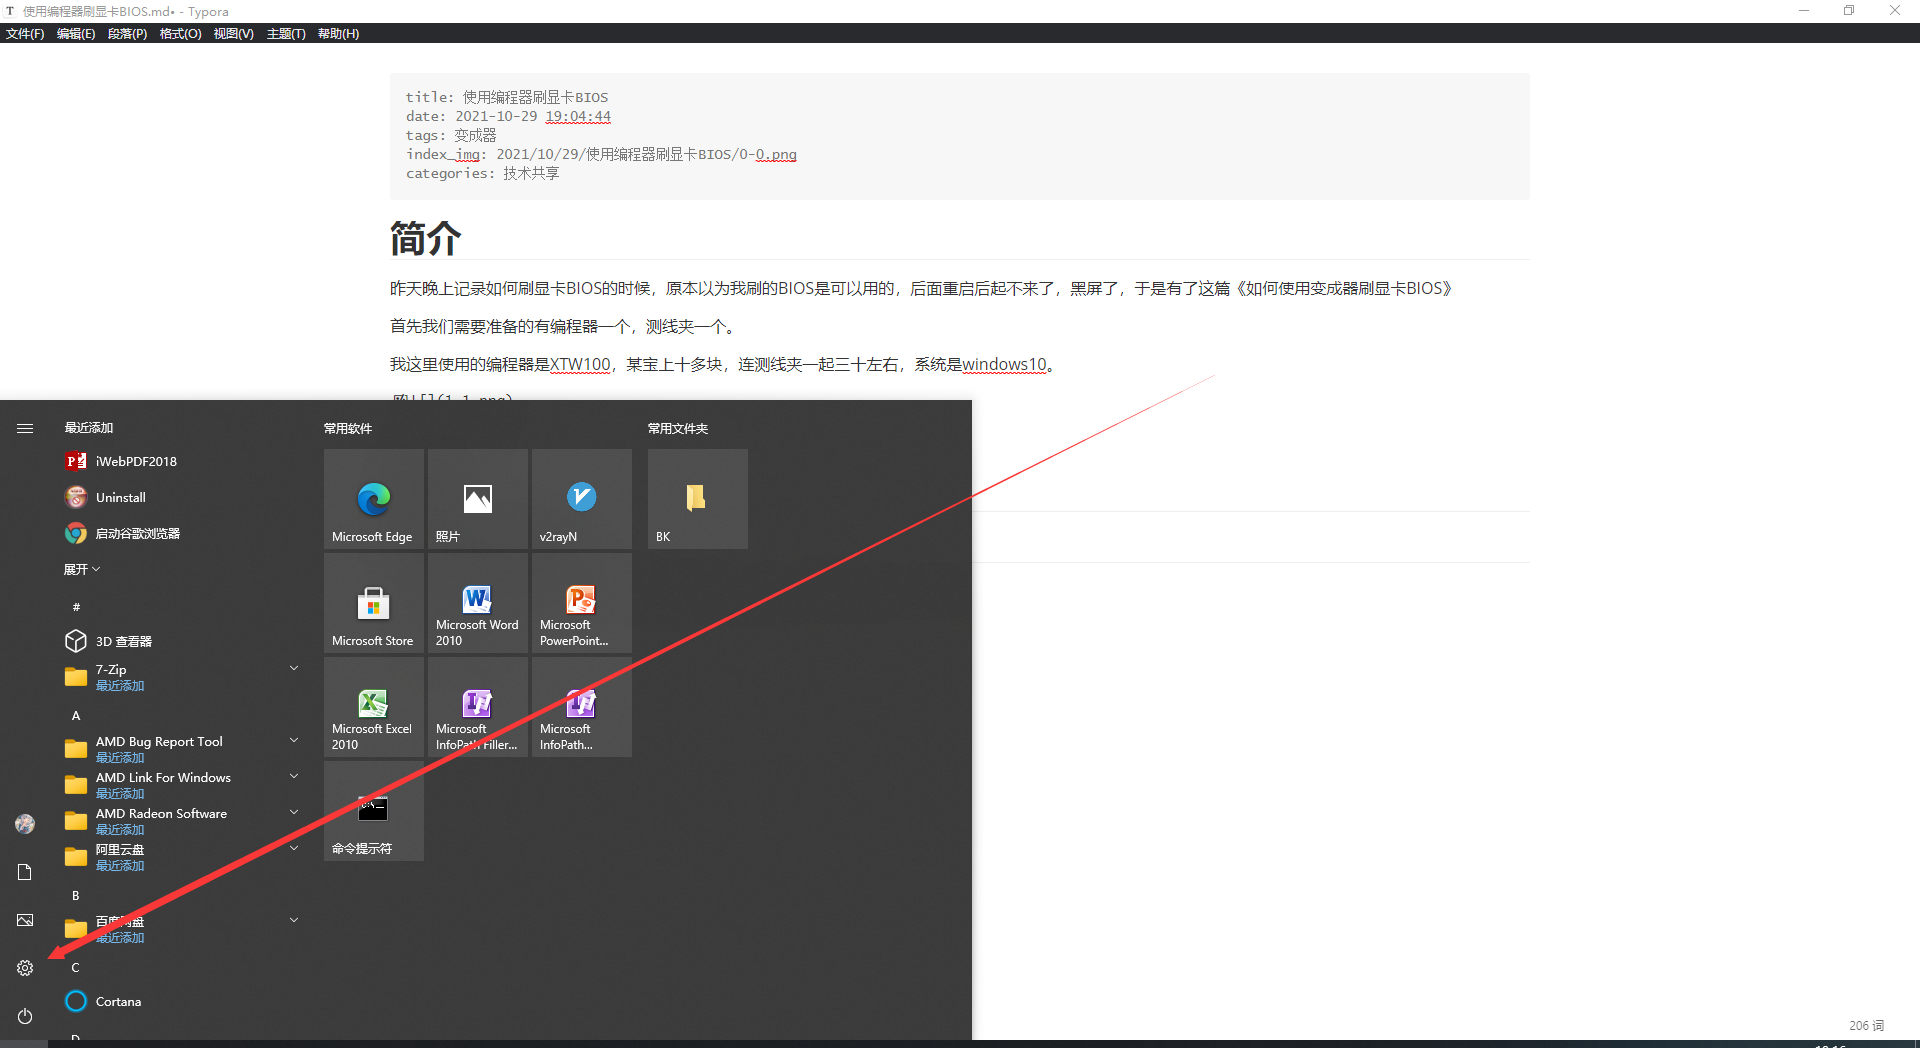 使用编程器刷显卡BIOS.md• - Typora
文件(F) 编辑(E) 段落(P) 格式(O) 视图(V) 主题(T) 帮助(H)
title: 使用编程器刷显卡BIOS
date: 2021-10-29 19:04:44
tags: 变成器
index_img: 2021/10/29/使用编程器刷显卡BIOS/0-0.png
categories: 技术共享
简介
昨天晚上记录如何刷显卡BIOS的时候，原本以为我刷的BIOS是可以用的，后面重启后起不来了，黑屏了，于是有了这篇《如何使用变成器刷显卡BIOS》
首先我们需要准备的有编程器一个，测线夹一个。
我这里使用的编程器是XTW100，某宝上十多块，连测线夹一起三十左右，系统是windows10。
最近添加
iWebPDF2018
Uninstall
启动谷歌浏览器
展开
#
3D 查看器
7-Zip
最近添加
A
AMD Bug Report Tool
最近添加
AMD Link For Windows
最近添加
AMD Radeon Software
最近添加
阿里云盘
最近添加
B
百度网盘
最近添加
C
Cortana
常用软件
Microsoft Edge
照片
v2rayN
Microsoft Store
Microsoft Word
2010
Microsoft
PowerPoint...
Microsoft Excel
2010
Microsoft
InfoPath Filler...
Microsoft
InfoPath...
命令提示符
常用文件夹
BK
206 词